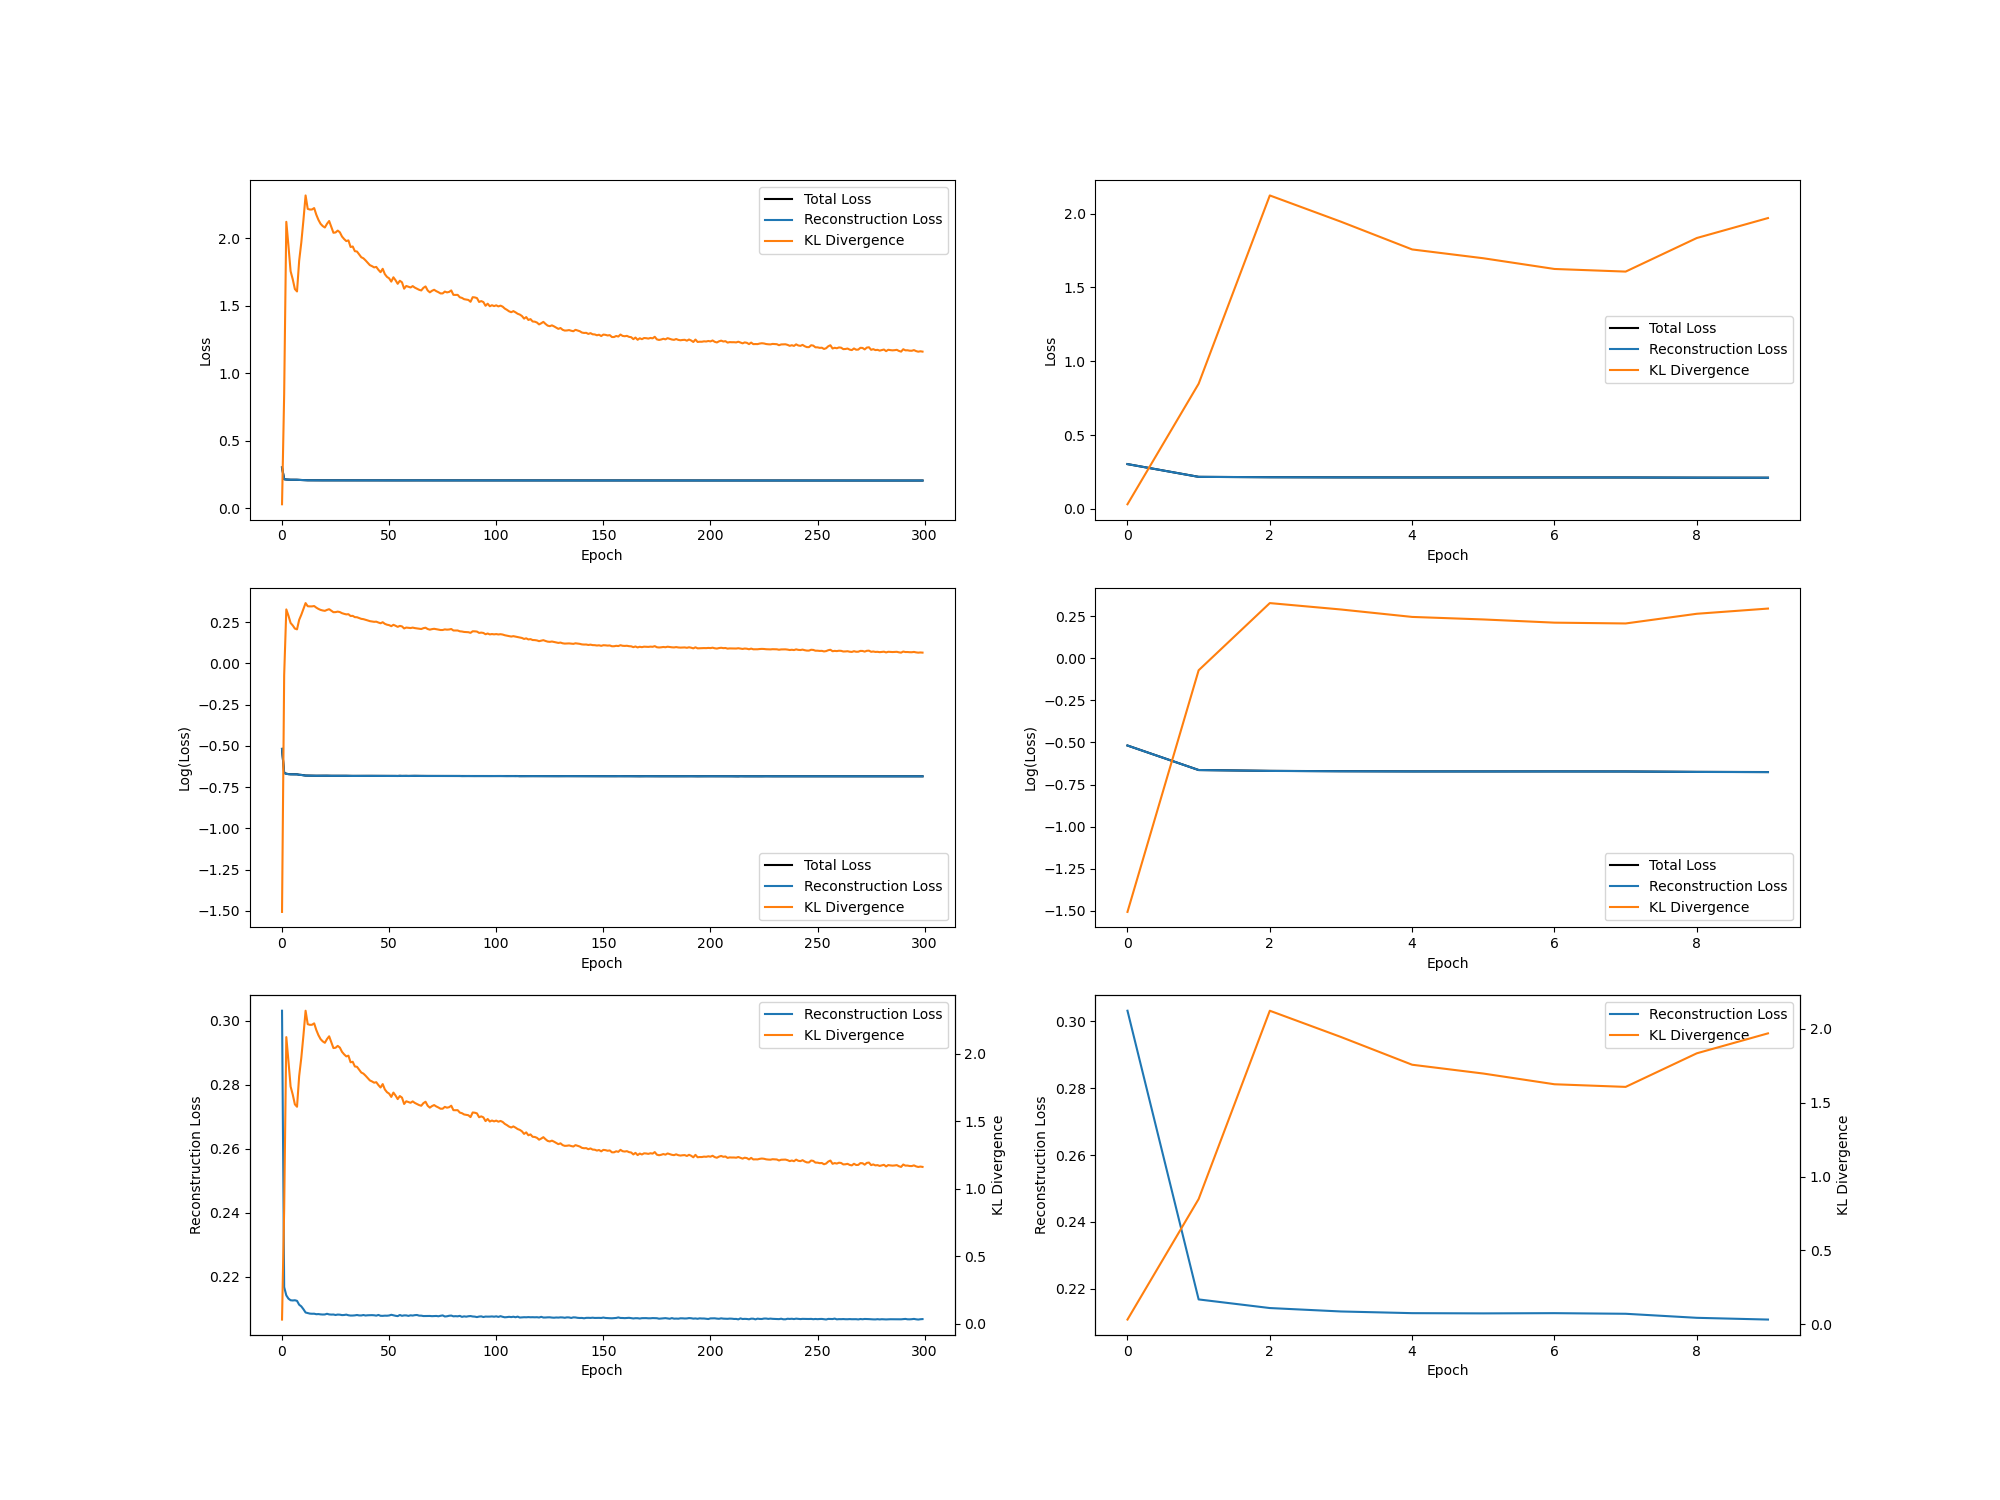 Total Loss
Reconstruction Loss
KL Divergence
2.0
1.5
1.0
0.5
0.0
Loss
0 50 100 150 200 250 300
Epoch
Total Loss
Reconstruction Loss
KL Divergence
2.0
1.5
1.0
0.5
0.0
Loss
0 2 4 6 8
Epoch
0.25
0.00
−0.25
−0.50
−0.75
−1.00
−1.25
−1.50
Log(Loss)
Total Loss
Reconstruction Loss
KL Divergence
0 50 100 150 200 250 300
Epoch
0.25
0.00
−0.25
−0.50
−0.75
−1.00
−1.25
−1.50
Log(Loss)
Total Loss
Reconstruction Loss
KL Divergence
0 2 4 6 8
Epoch
Reconstruction Loss
KL Divergence
0.30
0.28
0.26
0.24
0.22
Reconstruction Loss
2.0
1.5
1.0
0.5
0.0
KL Divergence
0 50 100 150 200 250 300
Epoch
Reconstruction Loss
KL Divergence
0.30
0.28
0.26
0.24
0.22
Reconstruction Loss
2.0
1.5
1.0
0.5
0.0
KL Divergence
0 2 4 6 8
Epoch